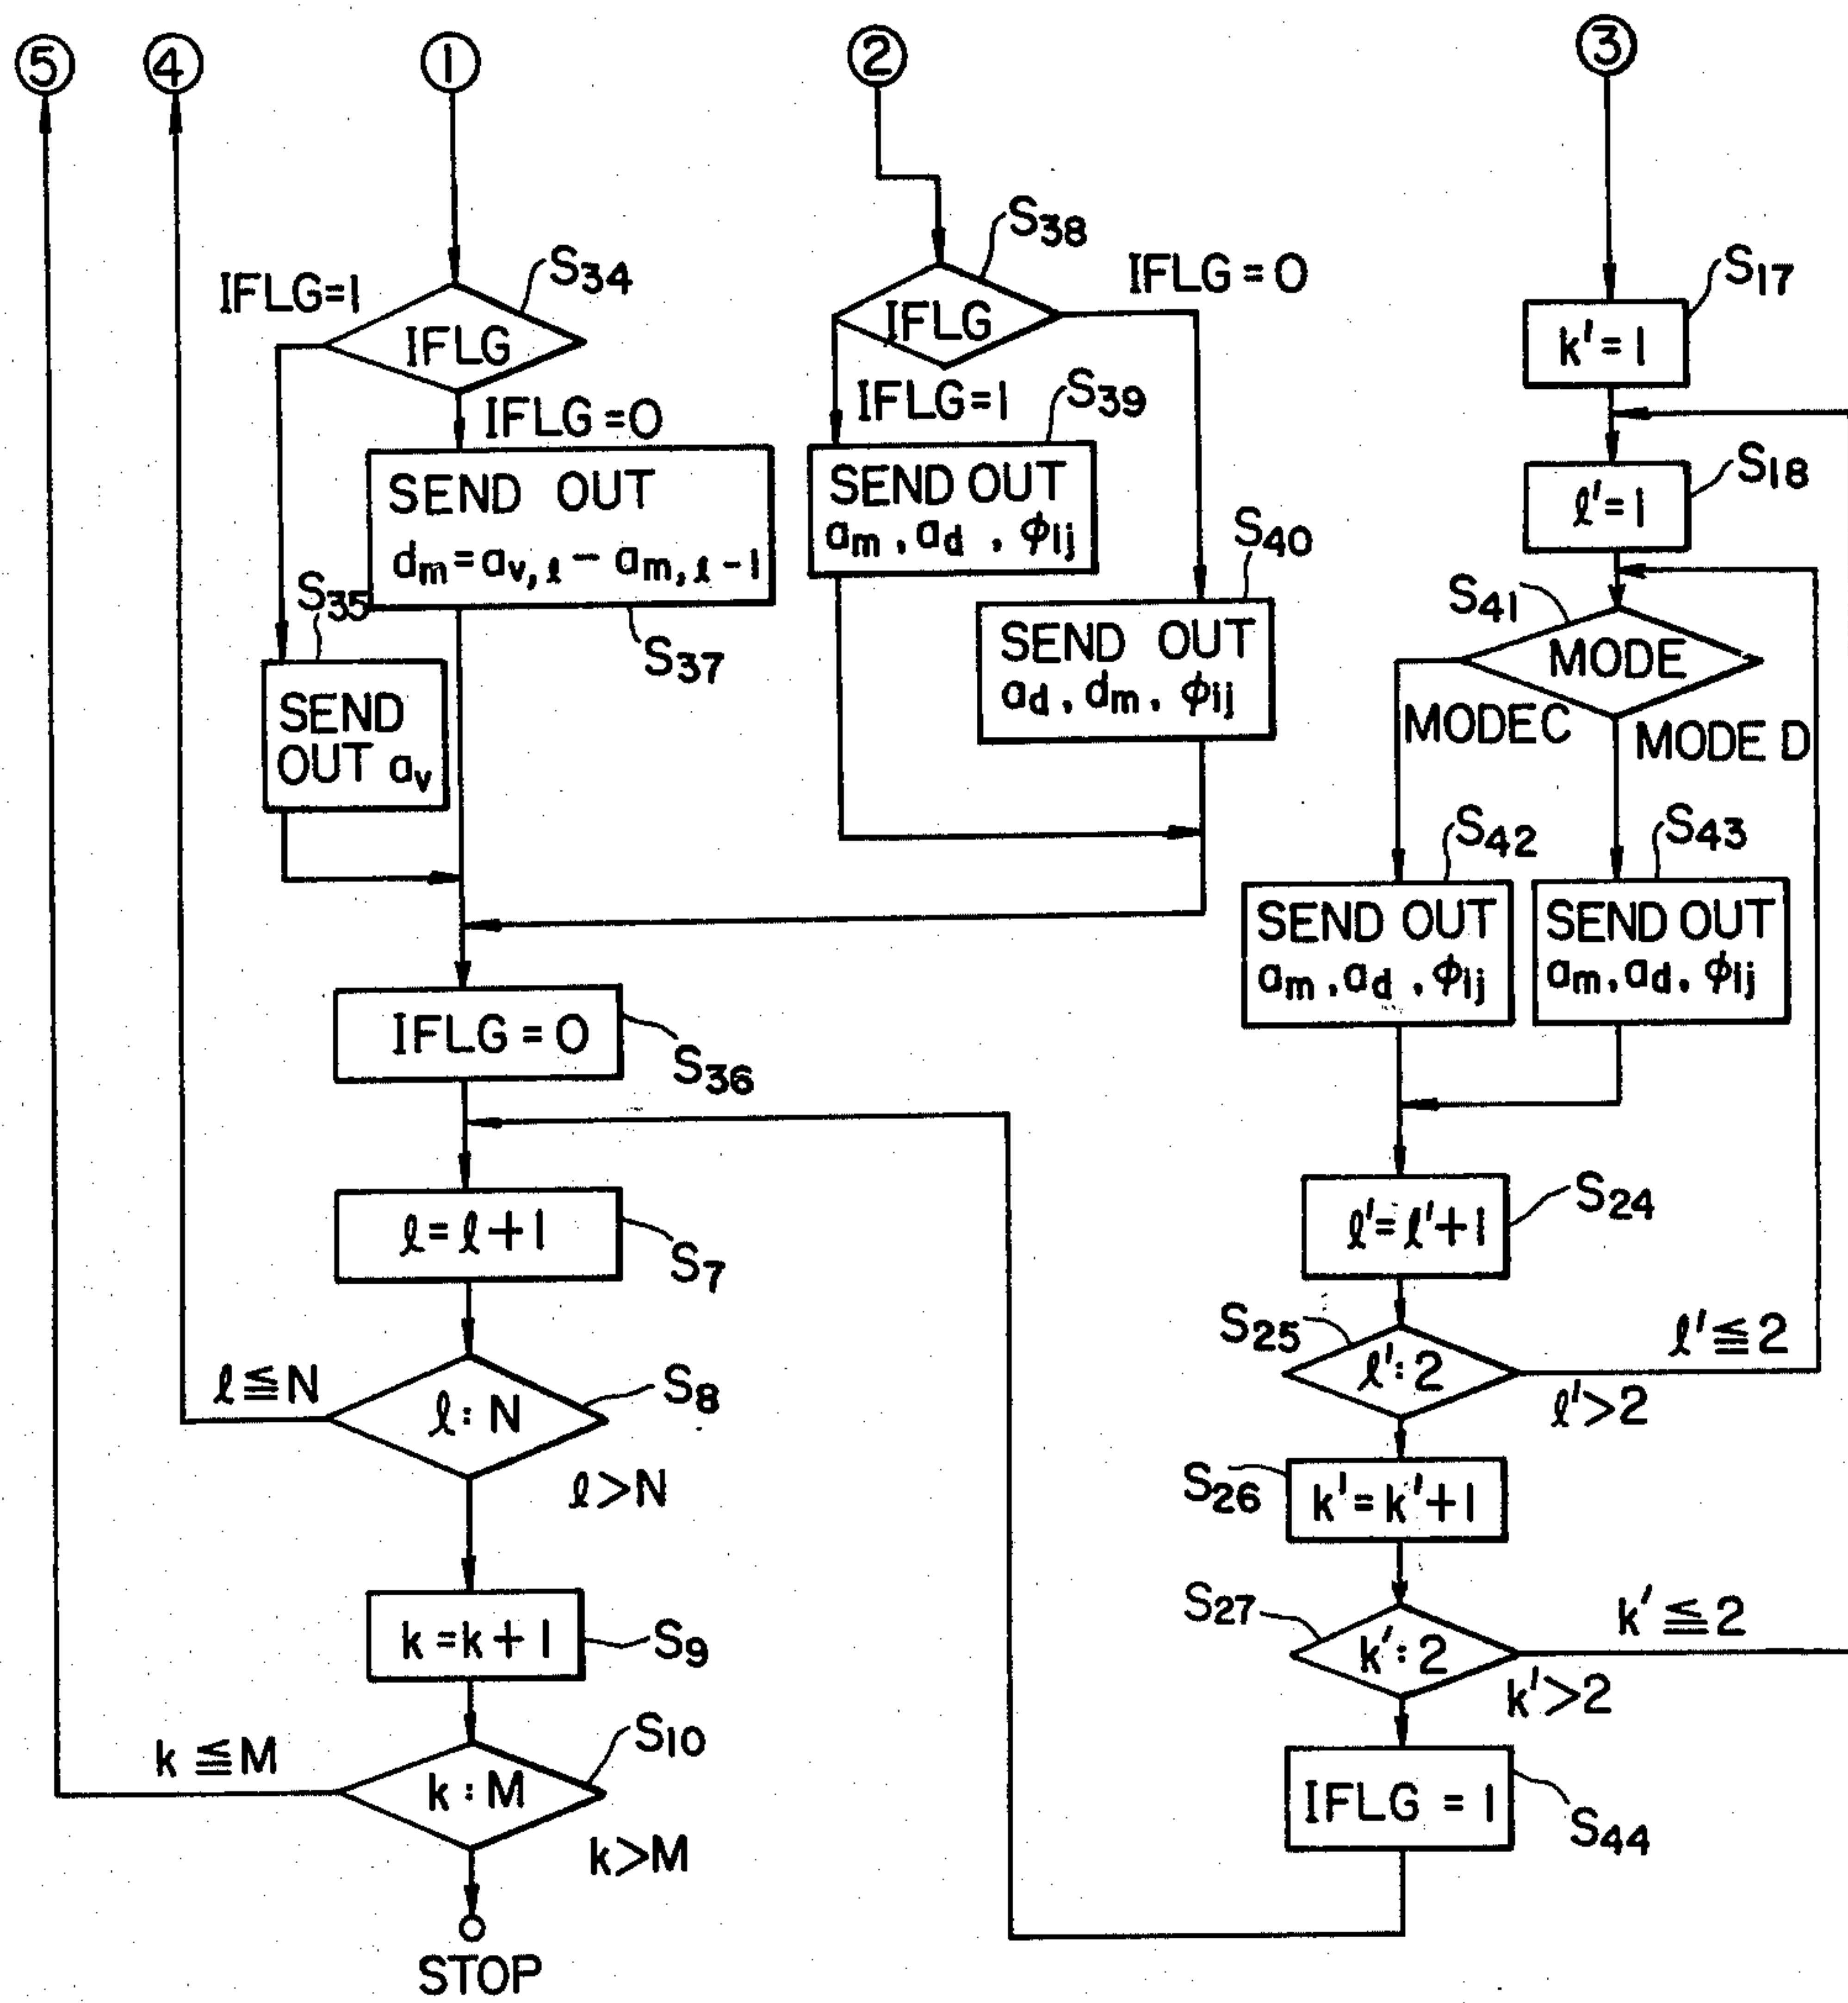 ⑤
④
①
②
③
IFLG=1
S34
IFLG
IFLG=0
SEND OUT
dm=av,ℓ−am,ℓ-1
S37
S35
SEND
OUT av
S38
IFLG=0
IFLG
IFLG=1
S39
SEND OUT
am, ad, φij
S40
SEND OUT
ad, dm, φij
S17
k'=1
S18
ℓ'=1
S41
MODE
MODEC
MODE D
S42
SEND OUT
am, ad, φij
S43
SEND OUT
am, ad, φij
IFLG=0
S36
ℓ=ℓ+1
S7
ℓ≦N
ℓ:N
S8
ℓ>N
k=k+1
S9
k≦M
k:M
S10
k>M
STOP
ℓ'=ℓ'+1
S24
S25
ℓ':2
ℓ'≦2
ℓ'>2
S26
k'=k'+1
S27
k':2
k'≦2
k'>2
IFLG=1
S44